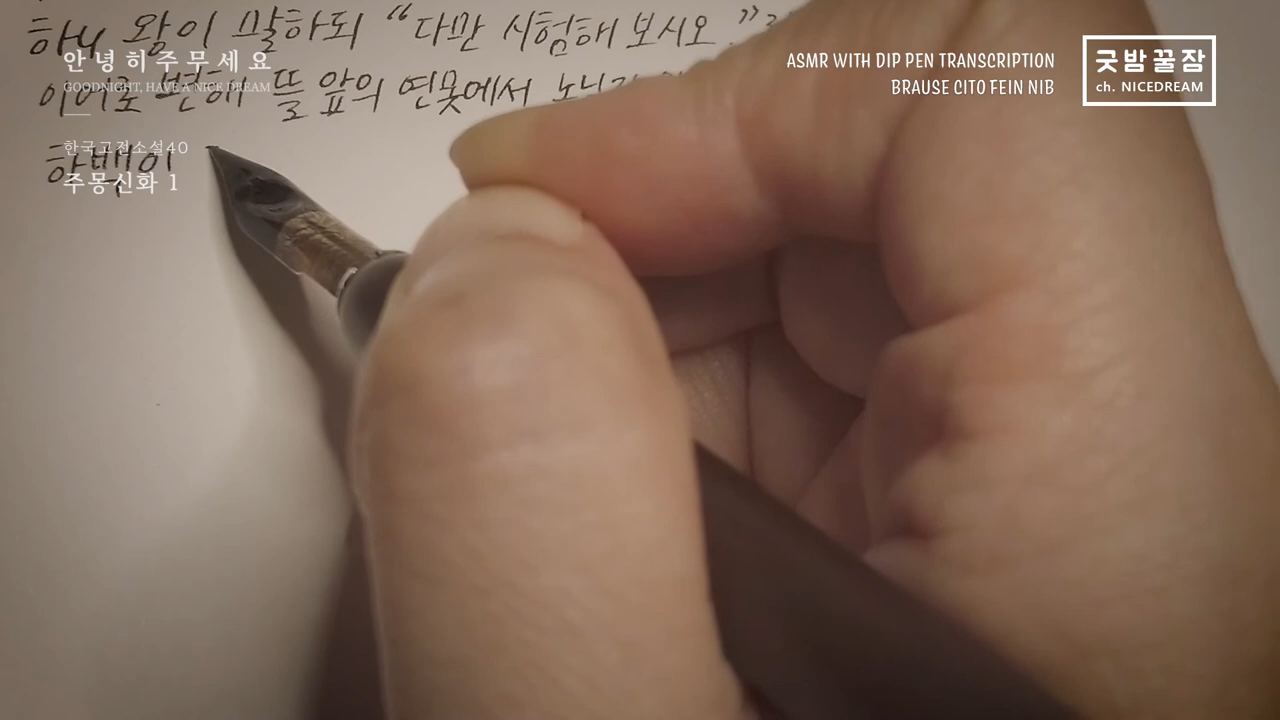 하니 왕이 말하되 “다만 시험해 보시오.”
이어로 변해 뜰 앞의 연못에서 노니
하백이
안녕히주무세요
GOODNIGHT, HAVE A NICE DREAM
한국고전소설40
주몽신화 1
ASMR WITH DIP PEN TRANSCRIPTION
BRAUSE CITO FEIN NIB
굿밤꿀잠
ch. NICEDREAM